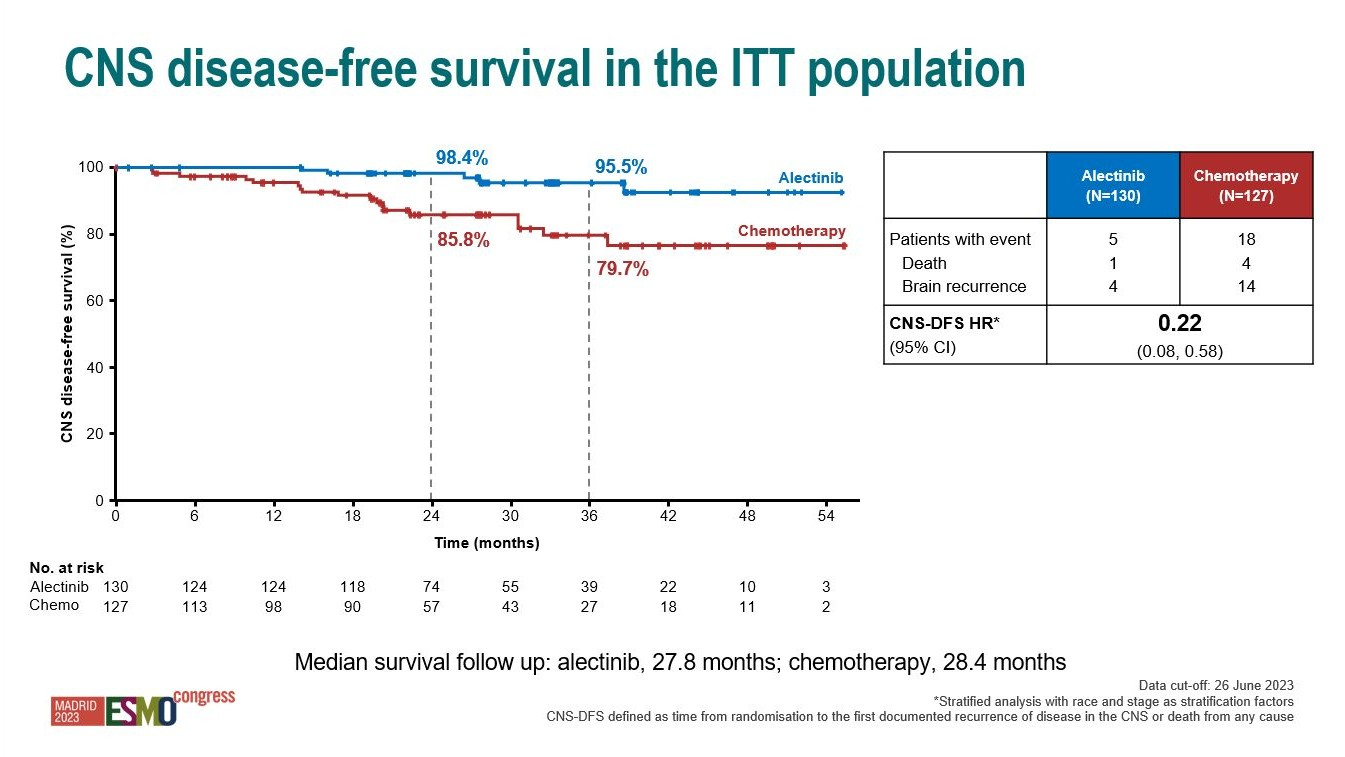 CNS disease-free survival in the ITT population
CNS disease-free survival (%)
100
80
60
40
20
0
98.4%
95.5%
Alectinib
Chemotherapy
85.8%
79.7%
0 6 12 18 24 30 36 42 48 54
Time (months)
No. at risk
Alectinib 130 124 124 118 74 55 39 22 10 3
Chemo 127 113 98 90 57 43 27 18 11 2
Alectinib (N=130) Chemotherapy (N=127)
Patients with event 5 18
Death 1 4
Brain recurrence 4 14
CNS-DFS HR* 0.22
(95% CI) (0.08, 0.58)
Median survival follow up: alectinib, 27.8 months; chemotherapy, 28.4 months
MADRID
2023
ESMO congress
Data cut-off: 26 June 2023
*Stratified analysis with race and stage as stratification factors
CNS-DFS defined as time from randomisation to the first documented recurrence of disease in the CNS or death from any cause